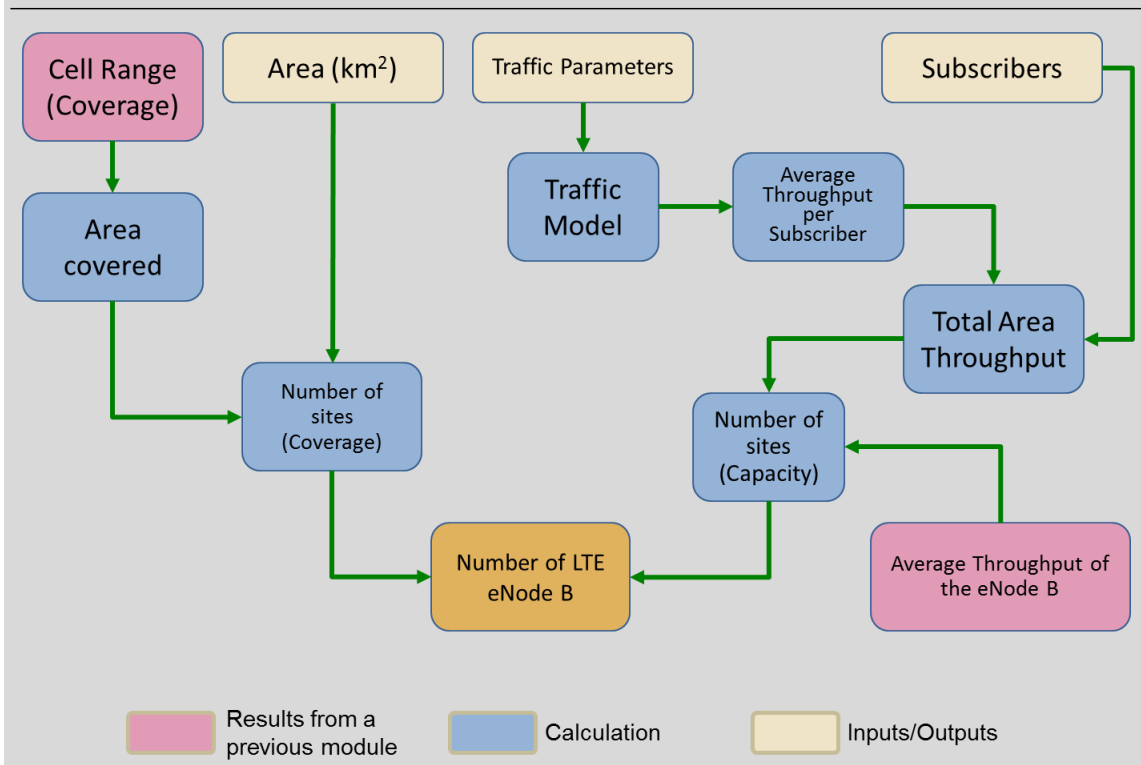 Cell Range
(Coverage)
Area (km²)
Traffic Parameters
Subscribers
Area
covered
Traffic
Model
Average
Throughput
per
Subscriber
Total Area
Throughput
Number of
sites
(Coverage)
Number of
sites
(Capacity)
Number of LTE
eNode B
Average Throughput of
the eNode B
Results from a
previous module
Calculation
Inputs/Outputs